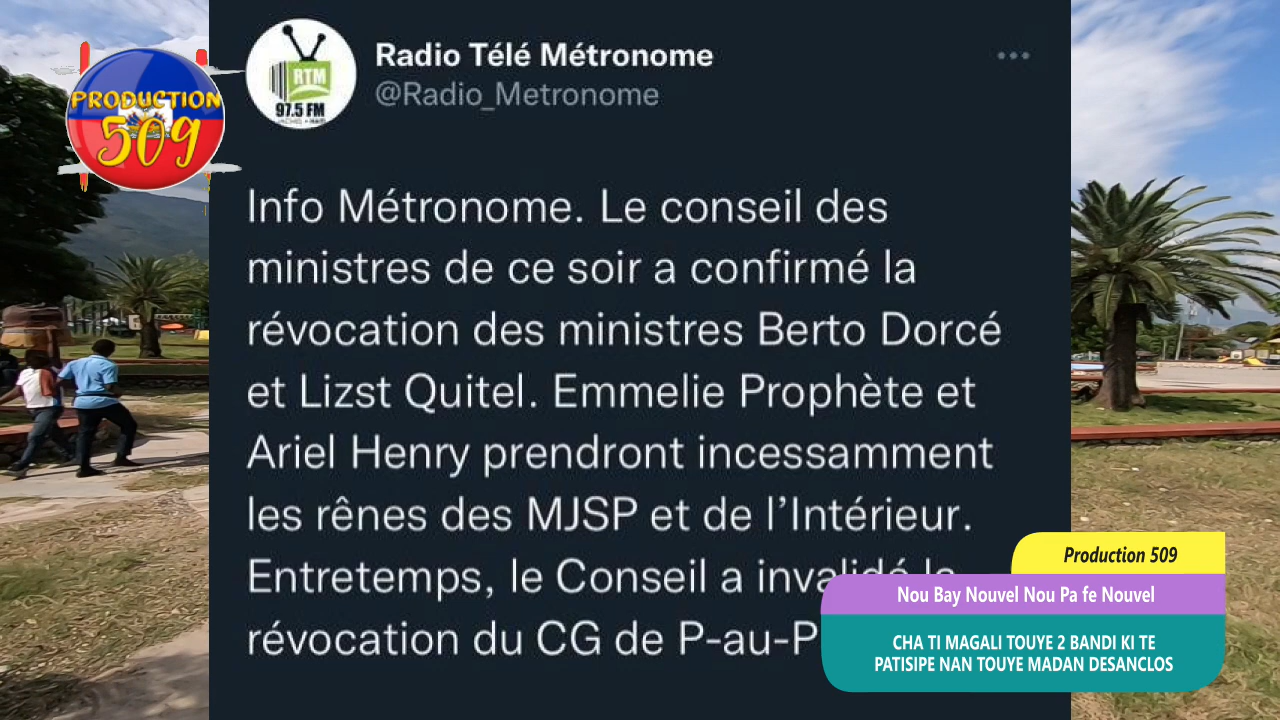 PRODUCTION
509
RTM
97.5 FM
Radio Télé Métronome
@Radio_Metronome
Info Métronome. Le conseil des
ministres de ce soir a confirmé la
révocation des ministres Berto Dorcé
et Lizst Quitel. Emmelie Prophète et
Ariel Henry prendront incessamment
les rênes des MJSP et de l’Intérieur.
Entretemps, le Conseil a invalidé la
révocation du CG de P-au-P
Production 509
Nou Bay Nouvel Nou Pa fe Nouvel
CHA TI MAGALI TOUYE 2 BANDI KI TE
PATISIPE NAN TOUYE MADAN DESANCLOS